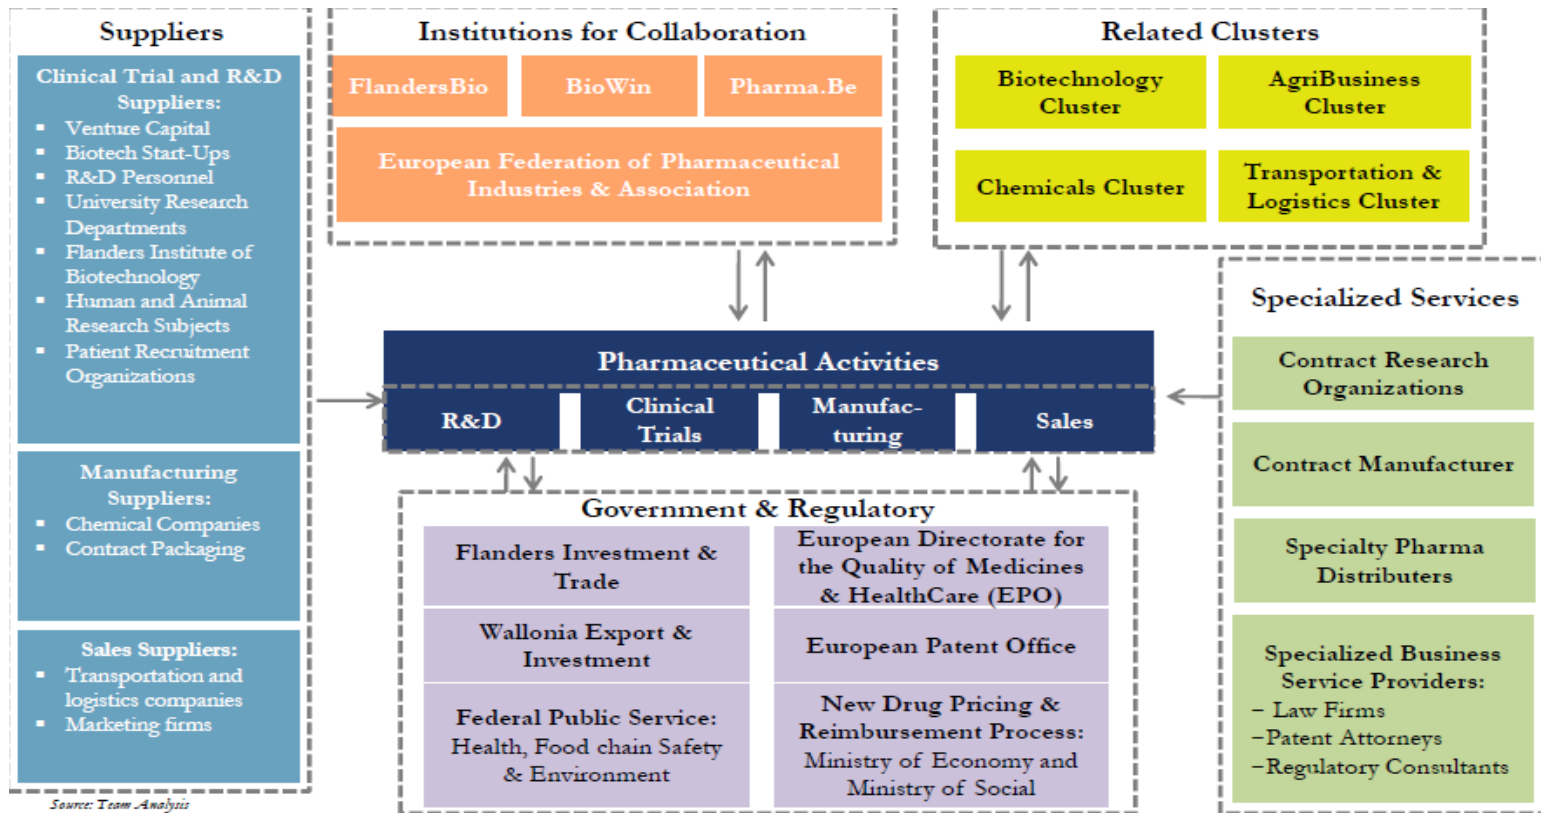 Suppliers
Clinical Trial and R&D
Suppliers:
▪ Venture Capital
▪ Biotech Start-Ups
▪ R&D Personnel
▪ University Research
Departments
▪ Flanders Institute of
Biotechnology
▪ Human and Animal
Research Subjects
▪ Patient Recruitment
Organizations
Manufacturing
Suppliers:
▪ Chemical Companies
▪ Contract Packaging
Sales Suppliers:
▪ Transportation and
logistics companies
▪ Marketing firms
Source: Team Analysis
Institutions for Collaboration
FlandersBio
BioWin
Pharma.Be
European Federation of Pharmaceutical
Industries & Association
Related Clusters
Biotechnology
Cluster
AgriBusiness
Cluster
Chemicals Cluster
Transportation &
Logistics Cluster
Pharmaceutical Activities
R&D
Clinical
Trials
Manufac-
turing
Sales
Government & Regulatory
Flanders Investment &
Trade
European Directorate for
the Quality of Medicines
& HealthCare (EPO)
Wallonia Export &
Investment
European Patent Office
Federal Public Service:
Health, Food chain Safety
& Environment
New Drug Pricing &
Reimbursement Process:
Ministry of Economy and
Ministry of Social
Specialized Services
Contract Research
Organizations
Contract Manufacturer
Specialty Pharma
Distributers
Specialized Business
Service Providers:
– Law Firms
–Patent Attorneys
–Regulatory Consultants